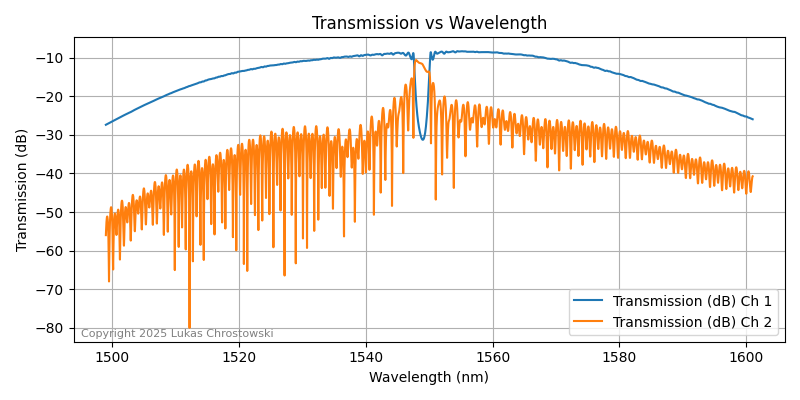 Transmission vs Wavelength
Transmission (dB)
−10
−20
−30
−40
−50
−60
−70
−80
Transmission (dB) Ch 1
Transmission (dB) Ch 2
Copyright 2025 Lukas Chrostowski
1500
1520
1540
1560
1580
1600
Wavelength (nm)